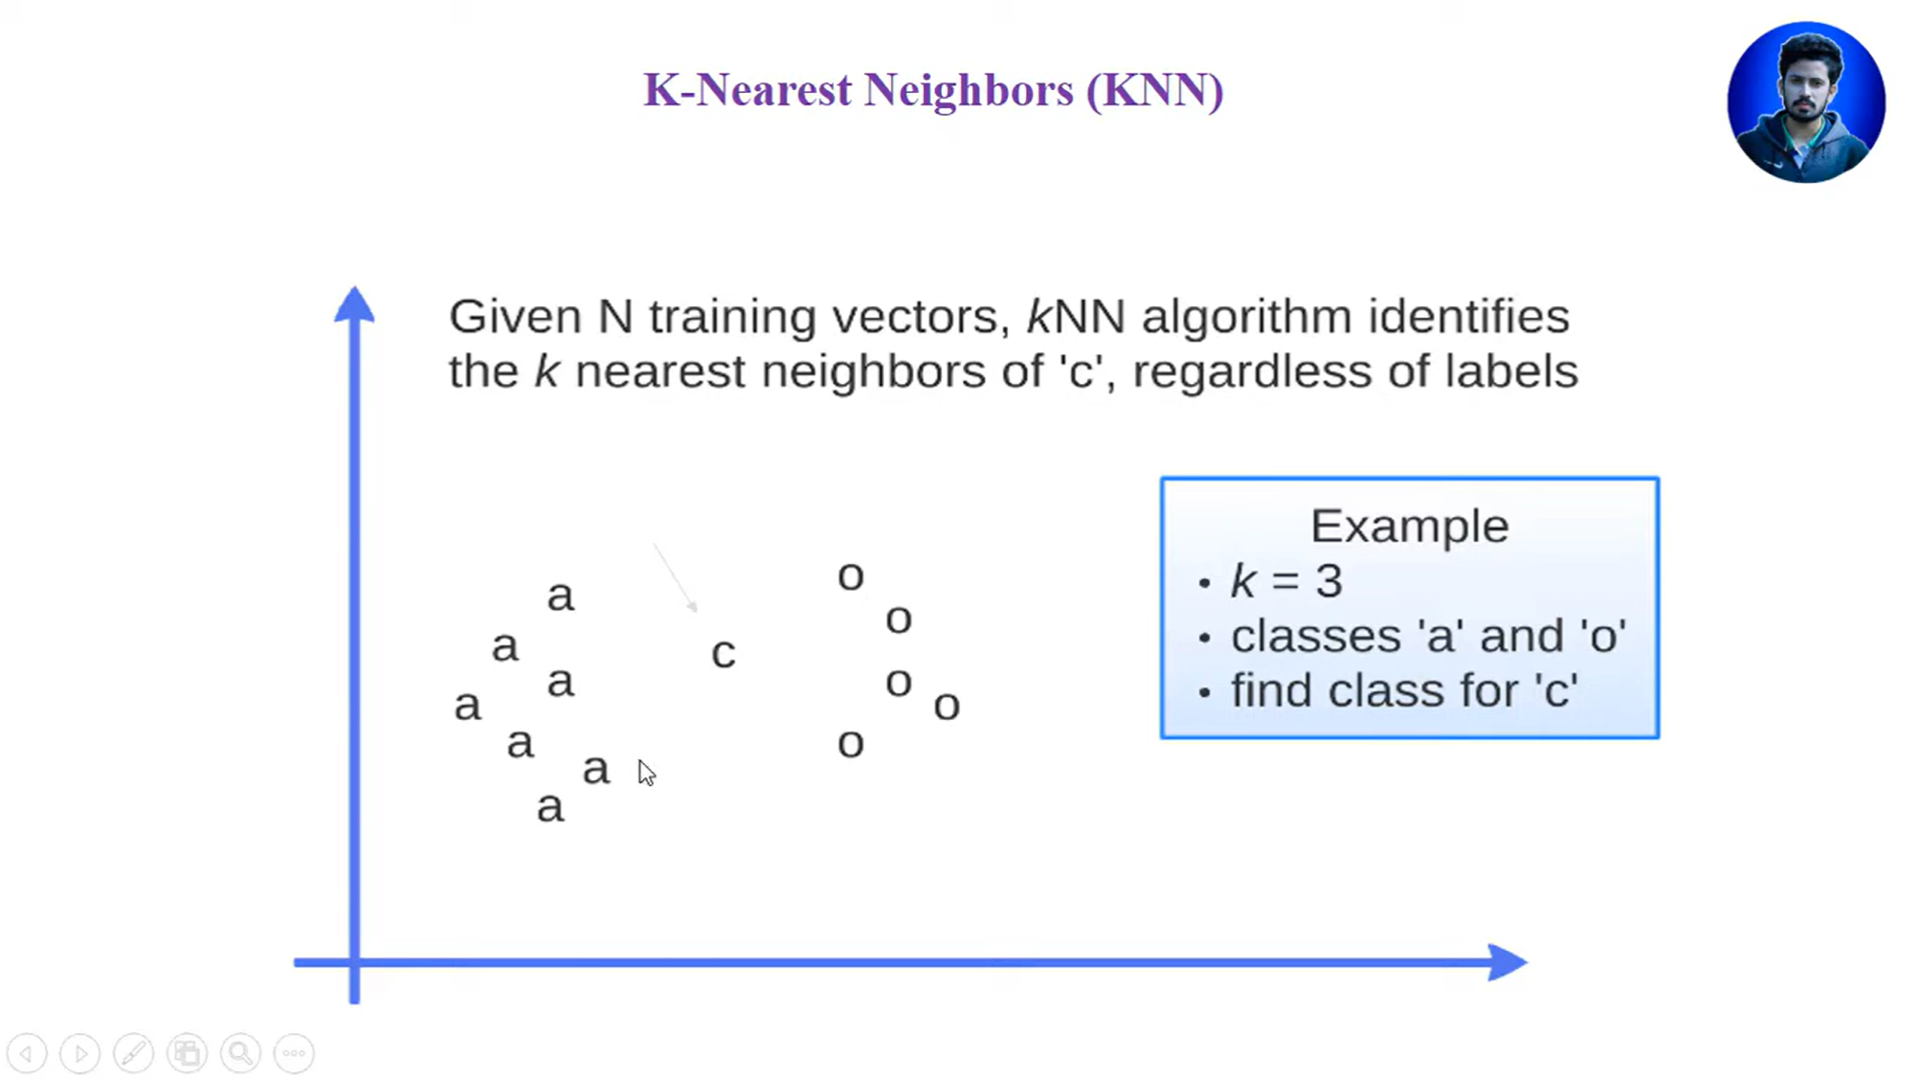 K-Nearest Neighbors (KNN)
Given N training vectors, kNN algorithm identifies
the k nearest neighbors of 'c', regardless of labels
Example
• k = 3
• classes 'a' and 'o'
• find class for 'c'
a
o
o
a
c
a
o
a
o
a
o
a
a